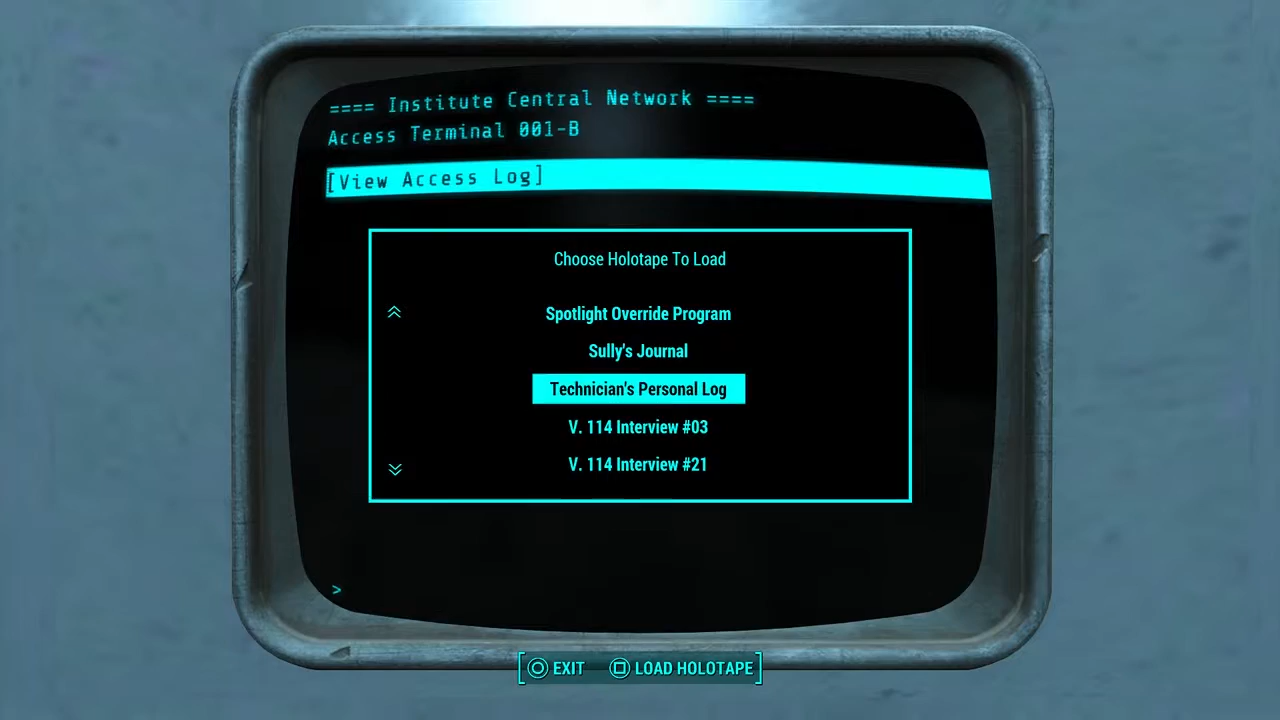 ==== Institute Central Network ====
Access Terminal 001-B
[View Access Log]
Choose Holotape To Load
Spotlight Override Program
Sully's Journal
Technician's Personal Log
V. 114 Interview #03
V. 114 Interview #21
>
EXIT LOAD HOLOTAPE